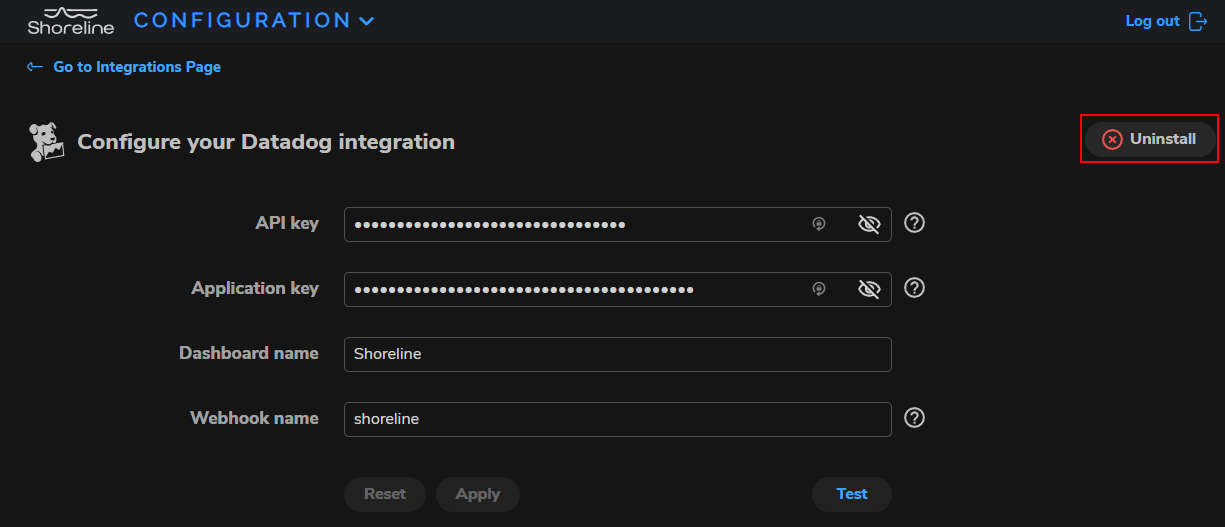 Shoreline CONFIGURATION Log out
Go to Integrations Page
Configure your Datadog integration Uninstall
API key ••••••••••••••••••••••••••••••••
Application key ••••••••••••••••••••••••••••••••••••••••
Dashboard name Shoreline
Webhook name shoreline
Reset Apply Test